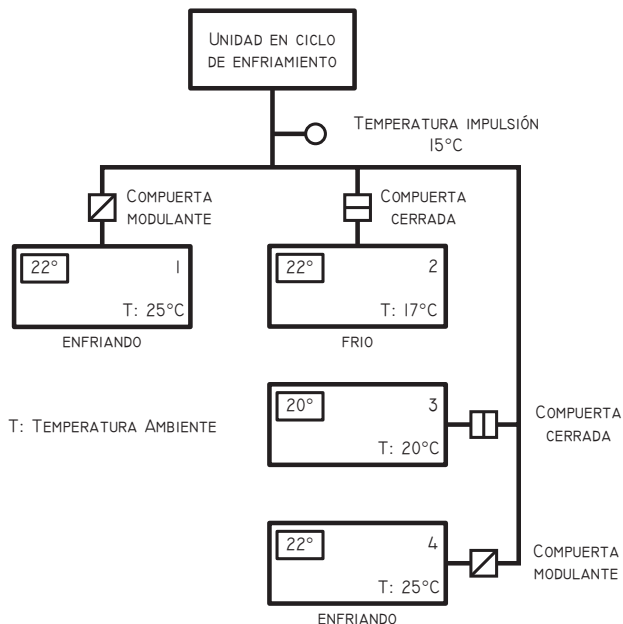 UNIDAD EN CICLO
DE ENFRIAMIENTO
TEMPERATURA IMPULSIÓN
15°C
COMPUERTA
MODULANTE
COMPUERTA
CERRADA
22°
1
T: 25°C
ENFRIANDO
22°
2
T: 17°C
FRIO
T: TEMPERATURA AMBIENTE
20°
3
T: 20°C
COMPUERTA
CERRADA
22°
4
T: 25°C
ENFRIANDO
COMPUERTA
MODULANTE